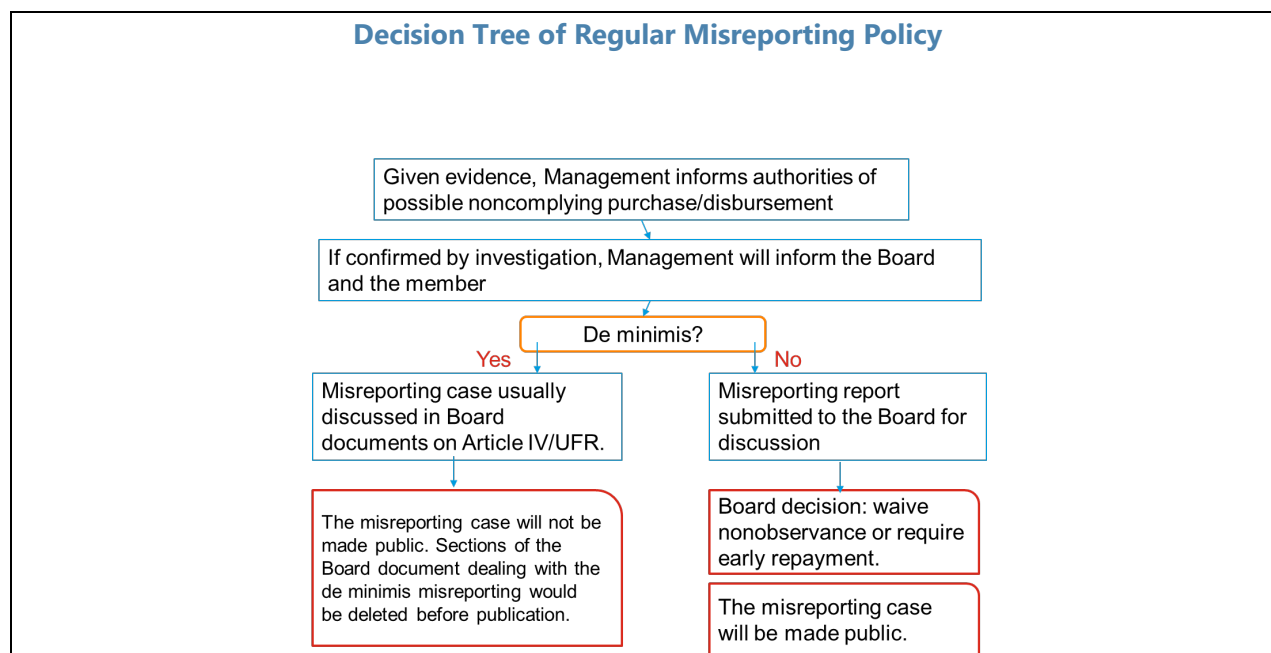 Decision Tree of Regular Misreporting Policy
Given evidence, Management informs authorities of
possible noncomplying purchase/disbursement
If confirmed by investigation, Management will inform the Board
and the member
De minimis?
Yes
No
Misreporting case usually
discussed in Board
documents on Article IV/UFR.
Misreporting report
submitted to the Board for
discussion
The misreporting case will not be
made public. Sections of the
Board document dealing with the
de minimis misreporting would
be deleted before publication.
Board decision: waive
nonobservance or require
early repayment.
The misreporting case
will be made public.